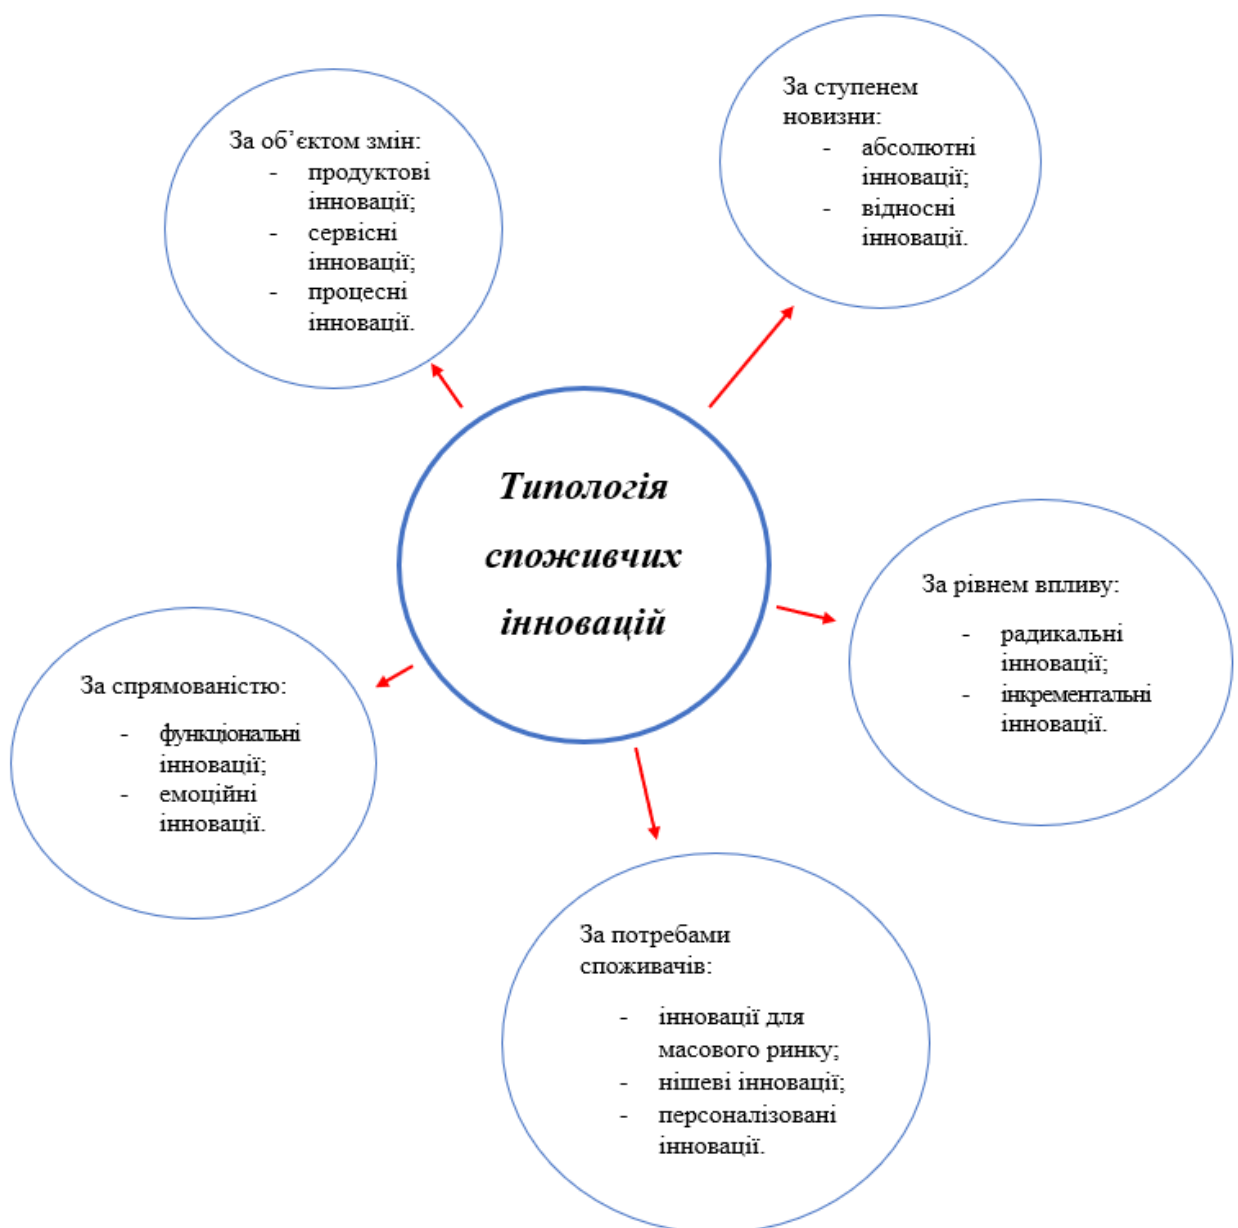 За об’єктом змін:
- продуктові
інновації;
- сервісні
інновації;
- процесні
інновації.
За ступенем
новизни:
- абсолютні
інновації;
- відносні
інновації.
Типологія
споживчих
інновацій
За рівнем впливу:
- радикальні
інновації;
- інкрементальні
інновації.
За спрямованістю:
- функціональні
інновації;
- емоційні
інновації.
За потребами
споживачів:
- інновації для
масового ринку;
- нішеві інновації;
- персоналізовані
інновації.